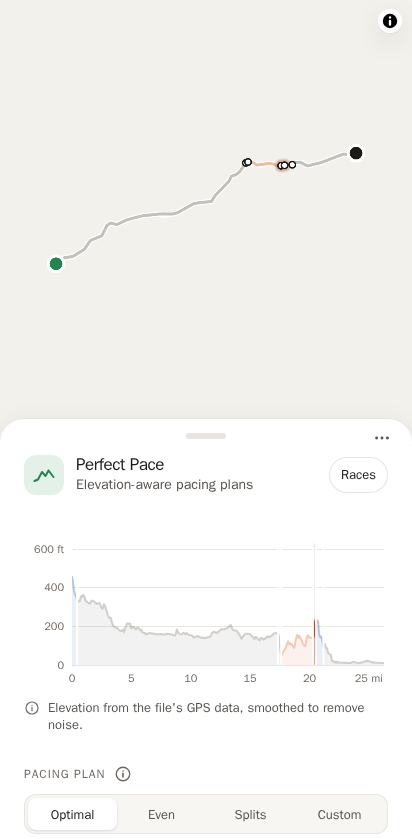 Perfect Pace
Elevation-aware pacing plans
Races
600 ft
400
200
0
0 5 10 15 20 25 mi
Elevation from the file's GPS data, smoothed to remove
noise.
PACING PLAN
Optimal Even Splits Custom